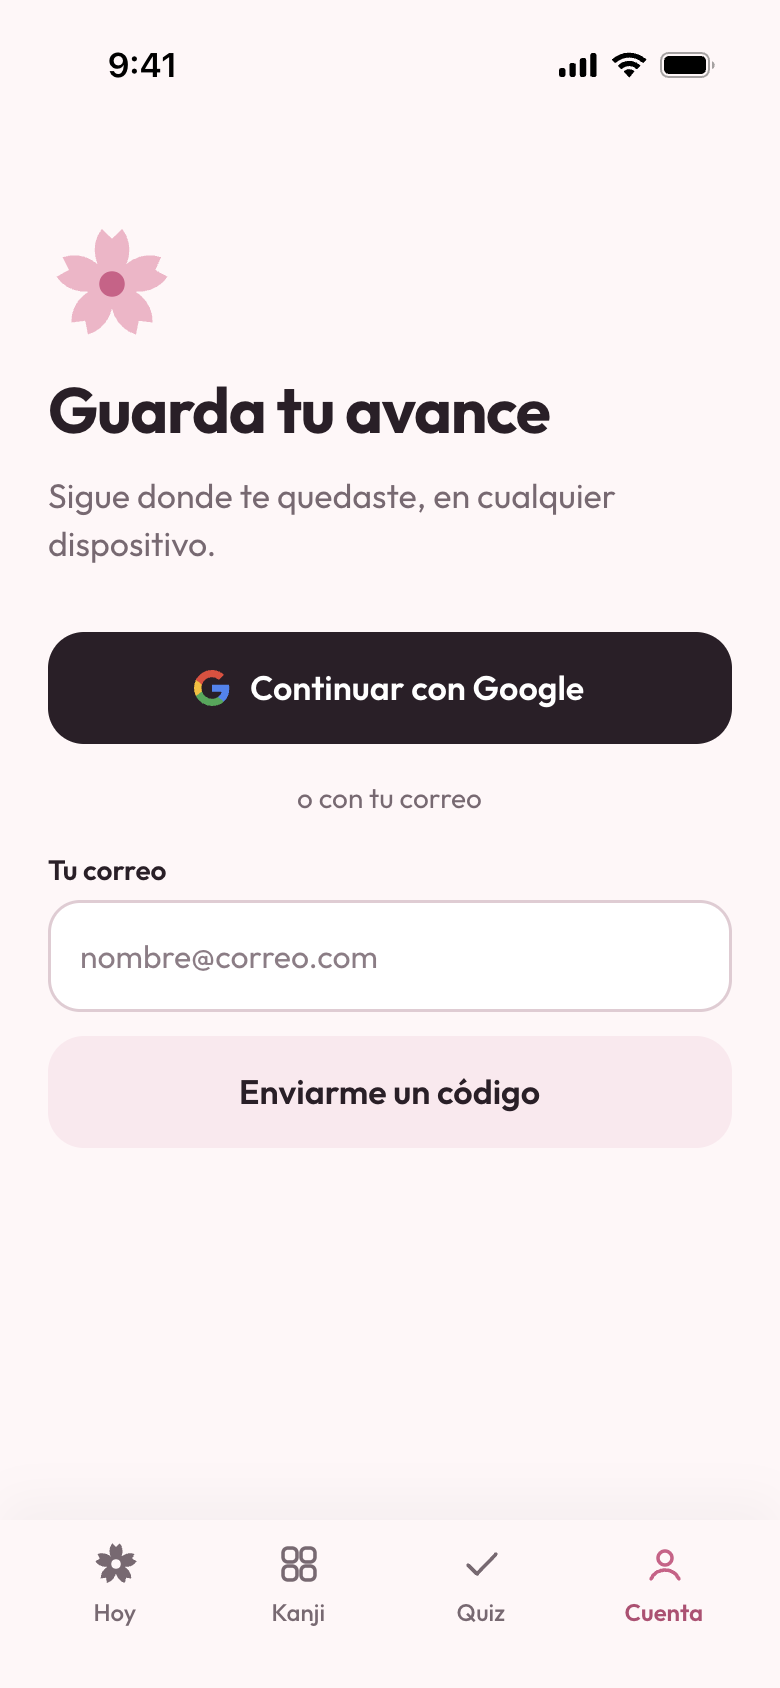 9:41
Guarda tu avance
Sigue donde te quedaste, en cualquier
dispositivo.
Continuar con Google
o con tu correo
Tu correo
nombre@correo.com
Enviarme un código
Hoy
Kanji
Quiz
Cuenta